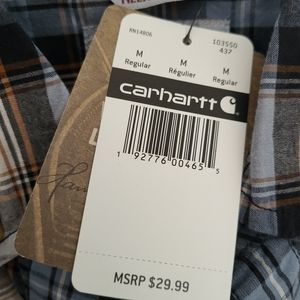 RN14806
103550
437
M
Regular
M
Régulier
M
Regular
carhartt
1 92776 00465 5
MSRP $29.99